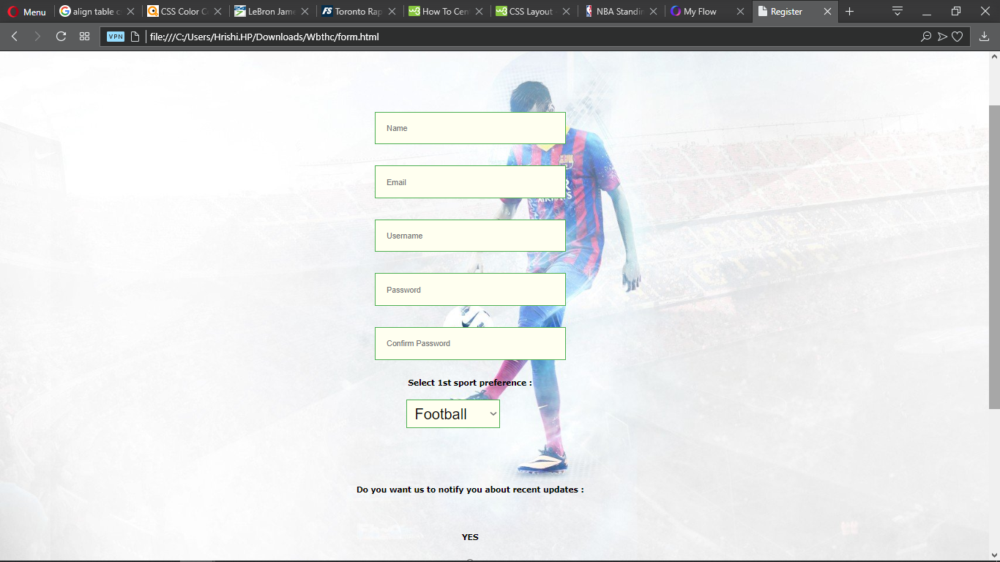 Menu
align table c
CSS Color C
LeBron Jame
FS Toronto Rap
How To Cen
CSS Layout
NBA Standin
My Flow
Register
VPN file:///C:/Users/Hrishi.HP/Downloads/Wbthc/form.html
Name
Email
Username
Password
Confirm Password
Select 1st sport preference :
Football
Do you want us to notify you about recent updates :
YES